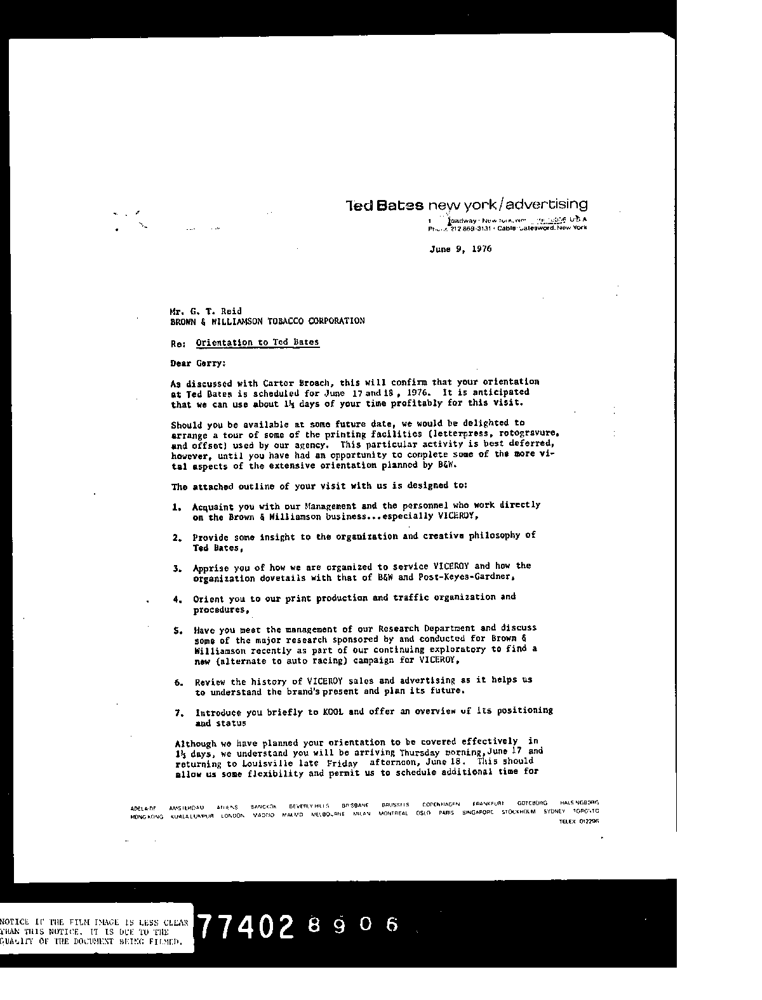 Ted Bates new york/advertising
Broadway · New York, U S A
Phone 212 869-3131 · Cable: Batesword, New York
June 9, 1976
Mr. G. T. Reid
BROWN & WILLIAMSON TOBACCO CORPORATION
Re: Orientation to Ted Bates
Dear Gerry:
As discussed with Carter Broach, this will confirm that your orientation
at Ted Bates is scheduled for June 17 and 18, 1976. It is anticipated
that we can use about 1½ days of your time profitably for this visit.
Should you be available at some future date, we would be delighted to
arrange a tour of some of the printing facilities (letterpress, rotogravure,
and offset) used by our agency. This particular activity is best deferred,
however, until you have had an opportunity to complete some of the more vi-
tal aspects of the extensive orientation planned by B&W.
The attached outline of your visit with us is designed to:
1. Acquaint you with our Management and the personnel who work directly
on the Brown & Williamson business...especially VICEROY,
2. Provide some insight to the organization and creative philosophy of
Ted Bates,
3. Apprise you of how we are organized to service VICEROY and how the
organization dovetails with that of B&W and Post-Keyes-Gardner,
4. Orient you to our print production and traffic organization and
procedures,
5. Have you meet the management of our Research Department and discuss
some of the major research sponsored by and conducted for Brown &
Williamson recently as part of our continuing exploratory to find a
new (alternate to auto racing) campaign for VICEROY,
6. Review the history of VICEROY sales and advertising as it helps us
to understand the brand's present and plan its future.
7. Introduce you briefly to KOOL and offer an overview of its positioning
and status
Although we have planned your orientation to be covered effectively in
1½ days, we understand you will be arriving Thursday morning, June 17 and
returning to Louisville late Friday afternoon, June 18. This should
allow us some flexibility and permit us to schedule additional time for
ADELAIDE AMSTERDAM ATHENS BANGKOK BEVERLY HILLS BRISBANE BRUSSELS COPENHAGEN FRANKFURT GOTEBORG HALSINGBORG
HONG KONG KUALA LUMPUR LONDON MADRID MALMO MELBOURNE MILAN MONTREAL OSLO PARIS SINGAPORE STOCKHOLM SYDNEY TORONTO
TELEX 012296
NOTICE IF THE FILM IMAGE IS LESS CLEAR
THAN THIS NOTICE. IT IS DUE TO THE
QUALITY OF THE DOCUMENT BEING FILMED.
77402 8906